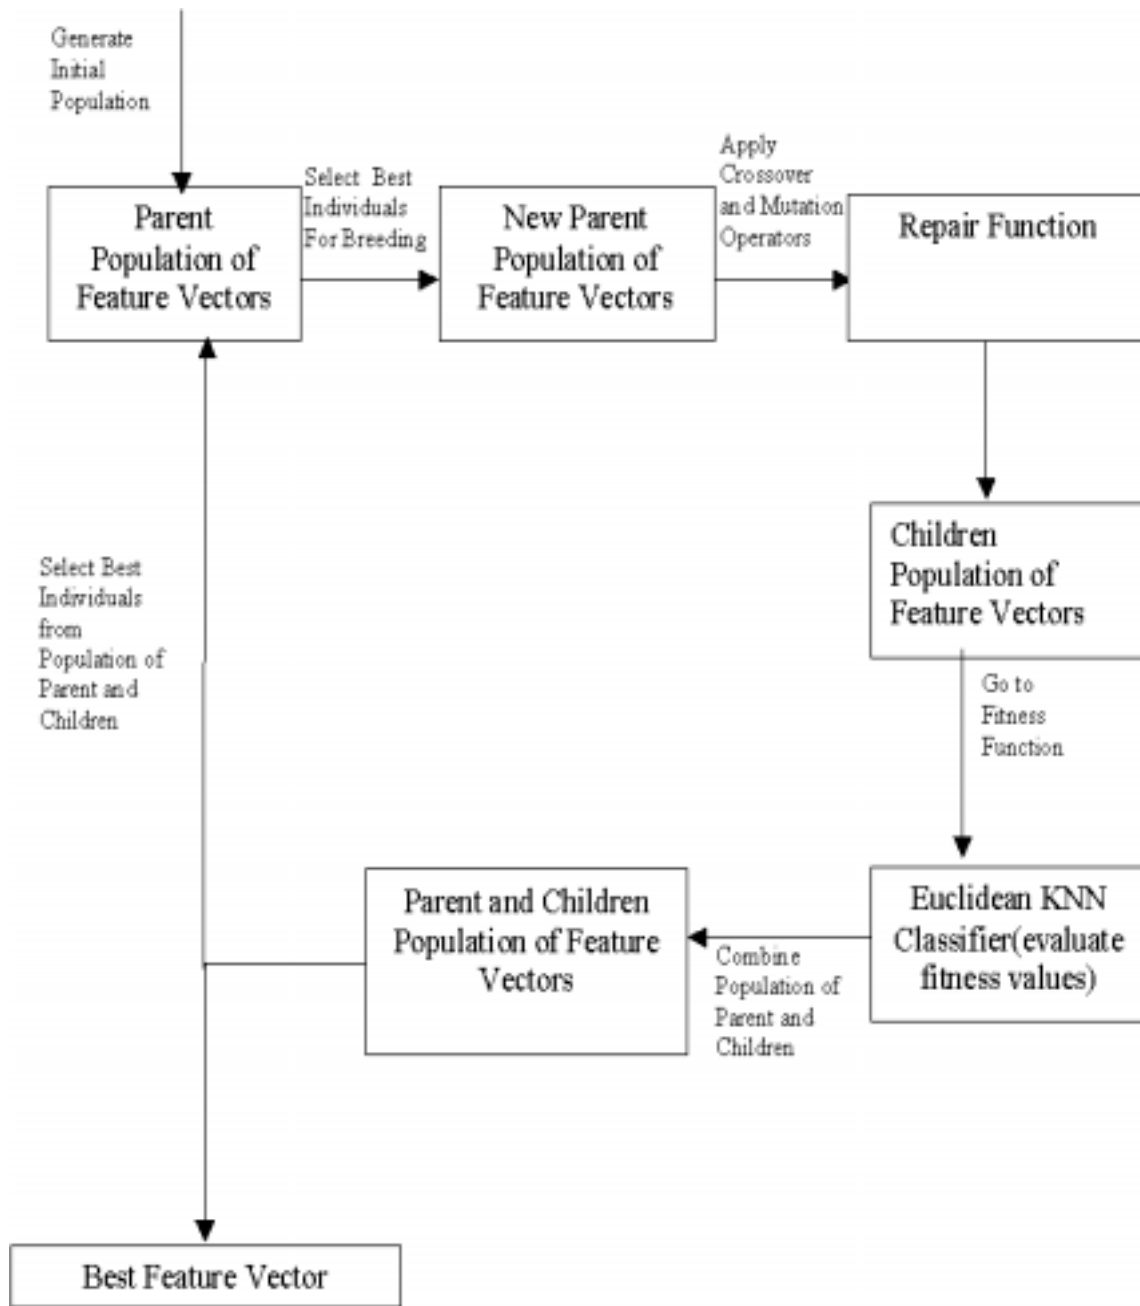 Generate
Initial
Population
Parent
Population of
Feature Vectors
Select Best
Individuals
For Breeding
New Parent
Population of
Feature Vectors
Apply
Crossover
and Mutation
Operators
Repair Function
Children
Population of
Feature Vectors
Go to
Fitness
Function
Euclidean KNN
Classifier(evaluate
fitness values)
Combine
Population of
Parent and
Children
Parent and Children
Population of Feature
Vectors
Select Best
Individuals
from
Population of
Parent and
Children
Best Feature Vector